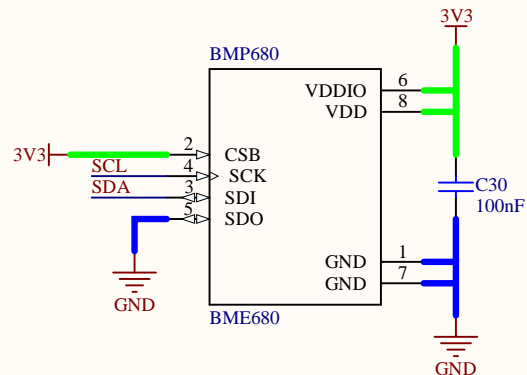 3V3
BMP680
VDDIO 6
VDD 8
3V3 2 CSB
SCL 4 SCK
SDA 3 SDI
5 SDO
C30
100nF
GND 1
GND 7
GND
BME680
GND